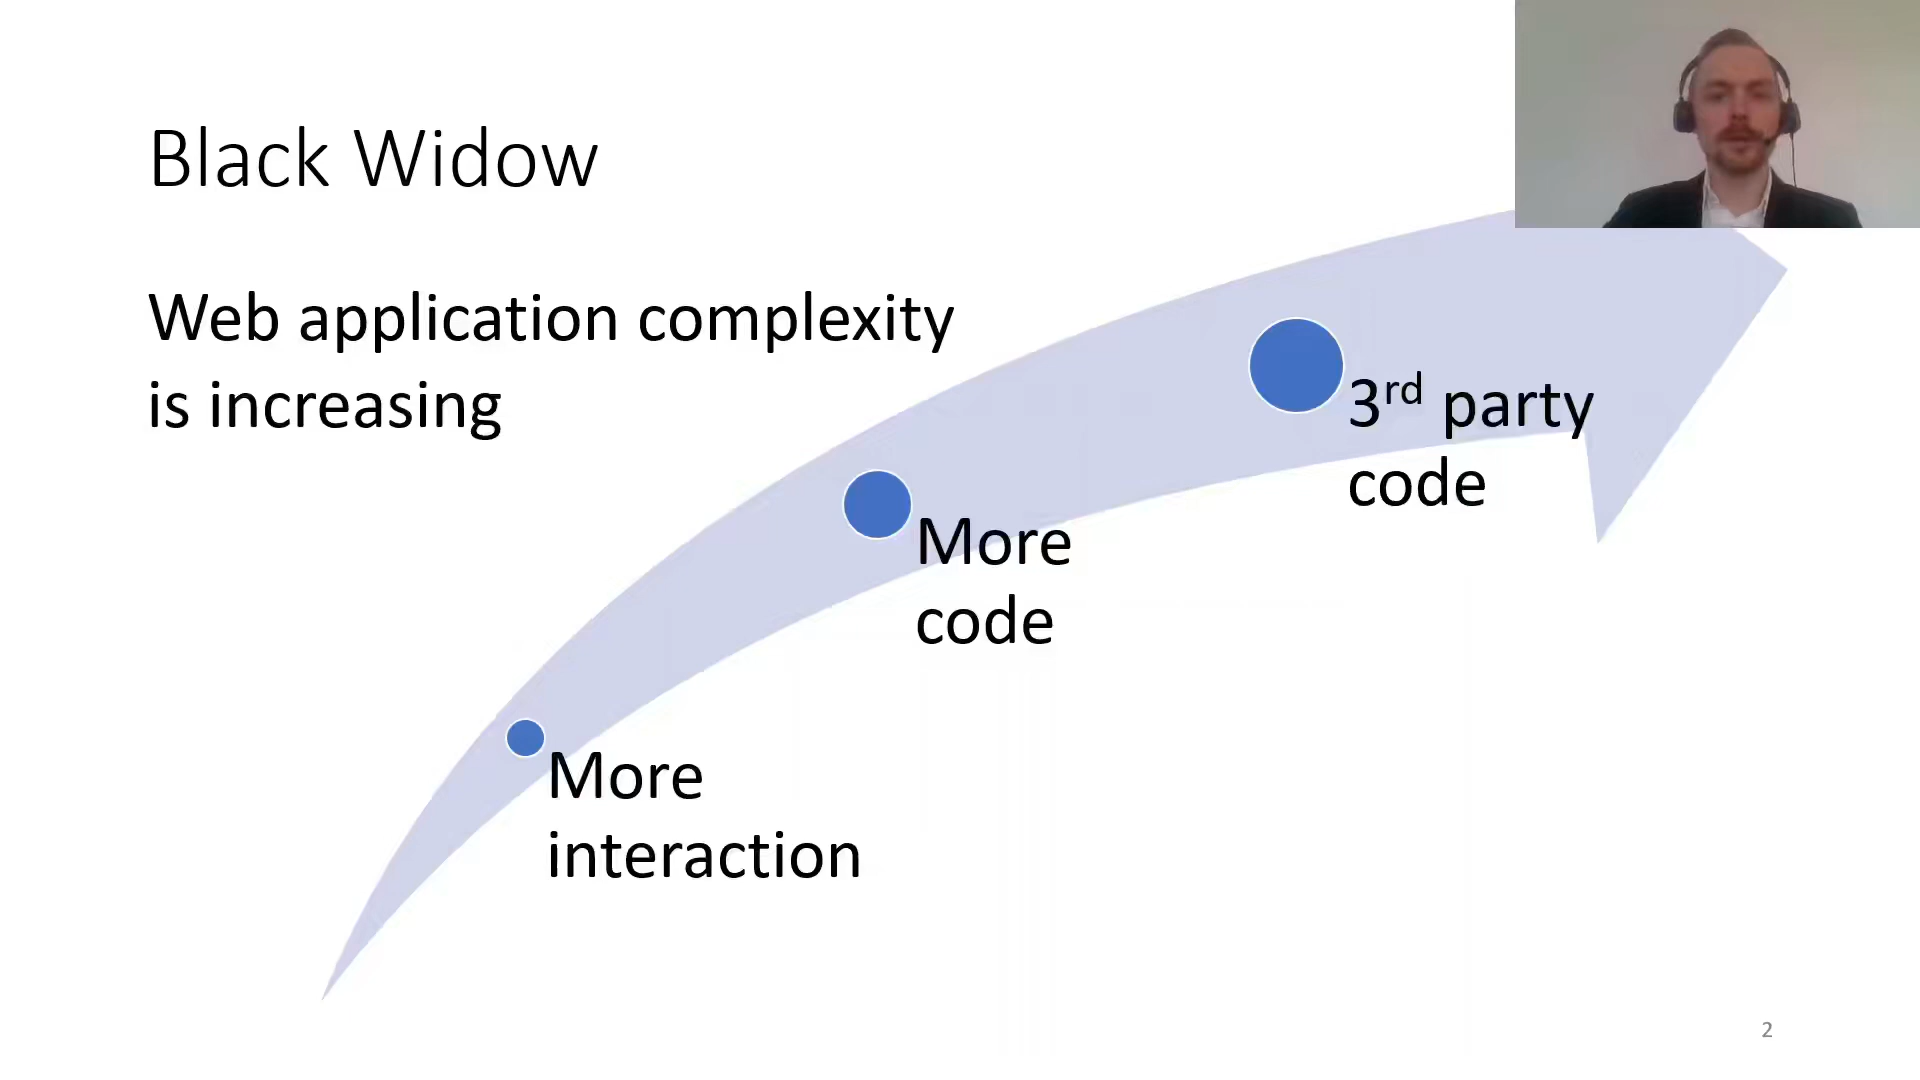 Black Widow
Web application complexity
is increasing
3rd party
code
More
code
More
interaction
2